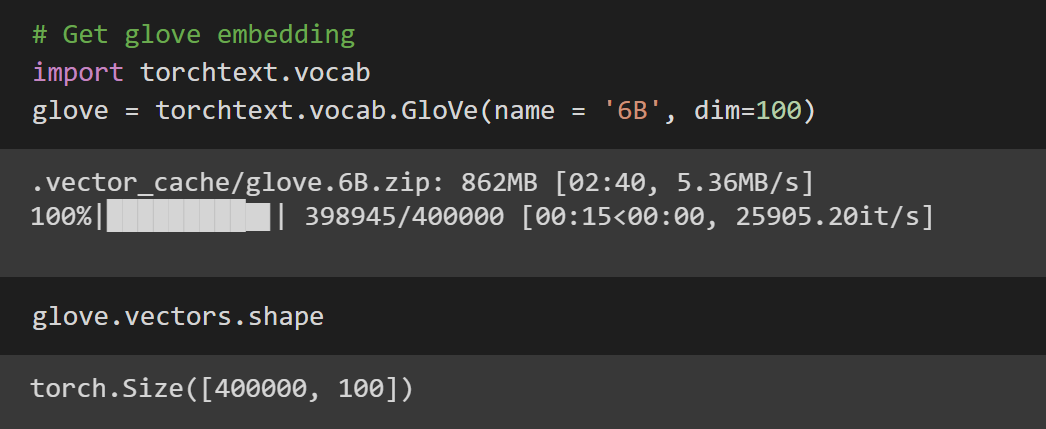 # Get glove embedding
import torchtext.vocab
glove = torchtext.vocab.GloVe(name = '6B', dim=100)
.vector_cache/glove.6B.zip: 862MB [02:40, 5.36MB/s]
100%|█████████▉| 398945/400000 [00:15<00:00, 25905.20it/s]
glove.vectors.shape
torch.Size([400000, 100])